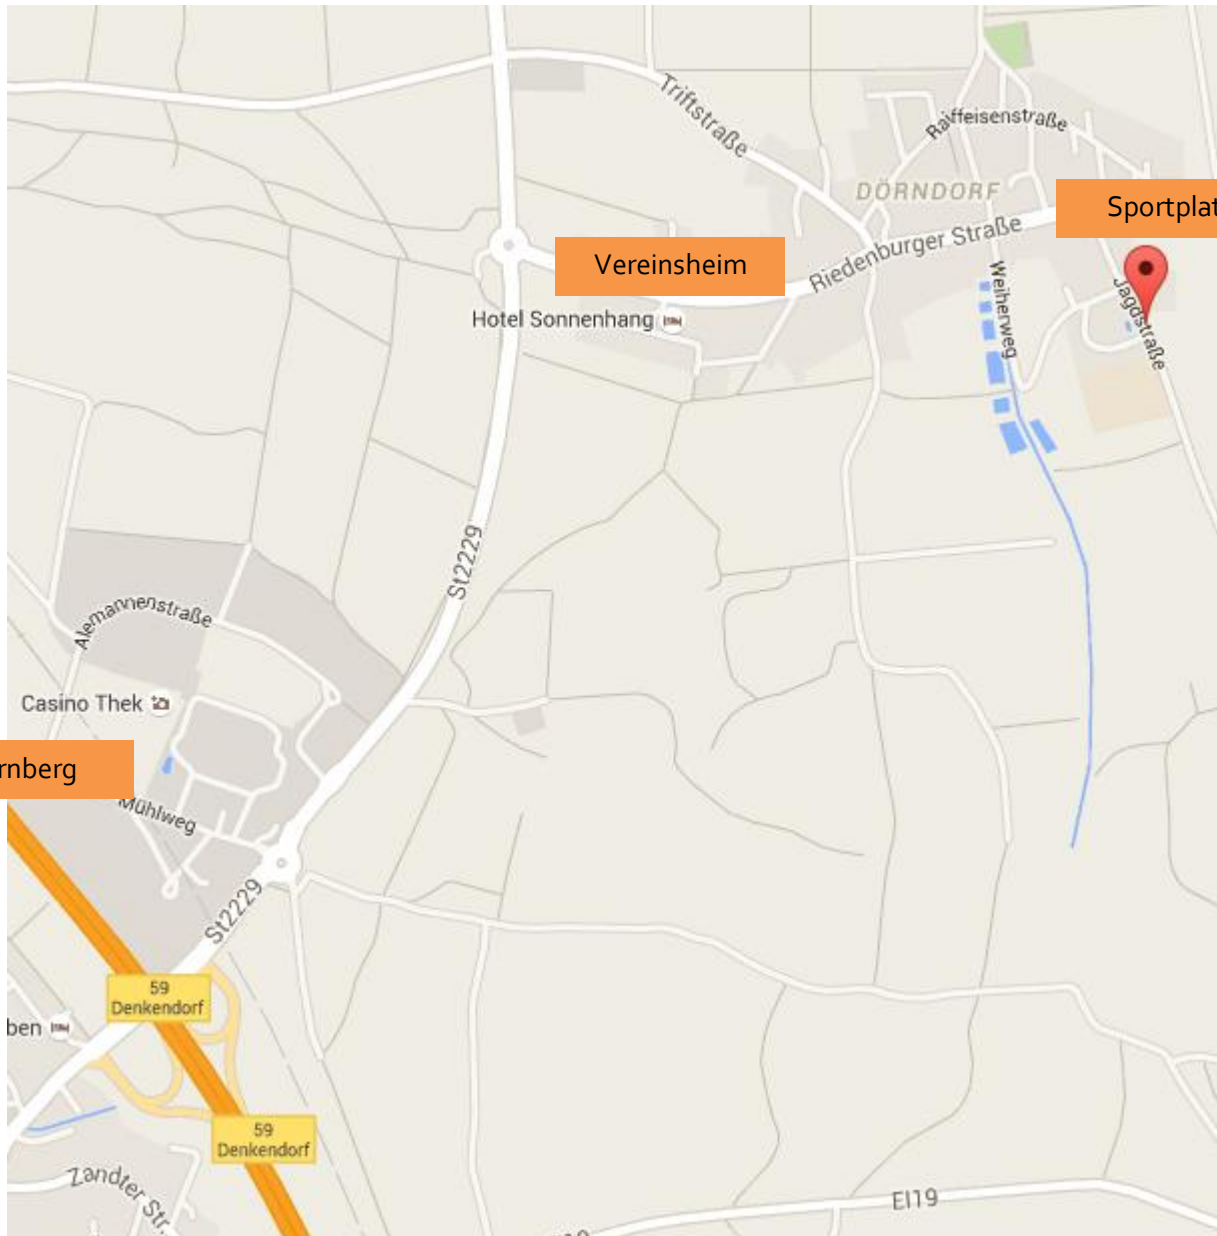 Triftstraße
Raiffeisenstraße
DÖRNDORF
Sportplat
Riedenburger Straße
Vereinsheim
Weiherweg
Jagdstraße
Hotel Sonnenhang
St2229
Alemannenstraße
Casino Thek
rnberg
Mühlweg
St2229
59
Denkendorf
ben
59
Denkendorf
Zandter Str.
EI19